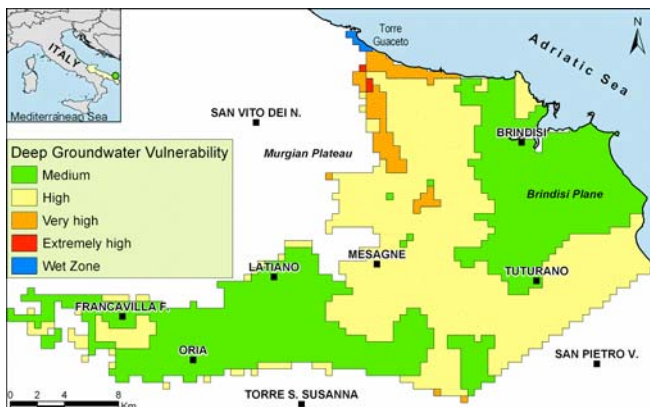 ITALY
Mediterranean Sea
Torre
Guaceto
Adriatic Sea
N
SAN VITO DEI N.
BRINDISI
Deep Groundwater Vulnerability
Medium
High
Very high
Extremely high
Wet Zone
Murgian Plateau
Brindisi Plane
MESAGNE
LATIANO
TUTURANO
FRANCAVILLA F.
ORIA
SAN PIETRO V.
TORRE S. SUSANNA
0 2 4 8
Km